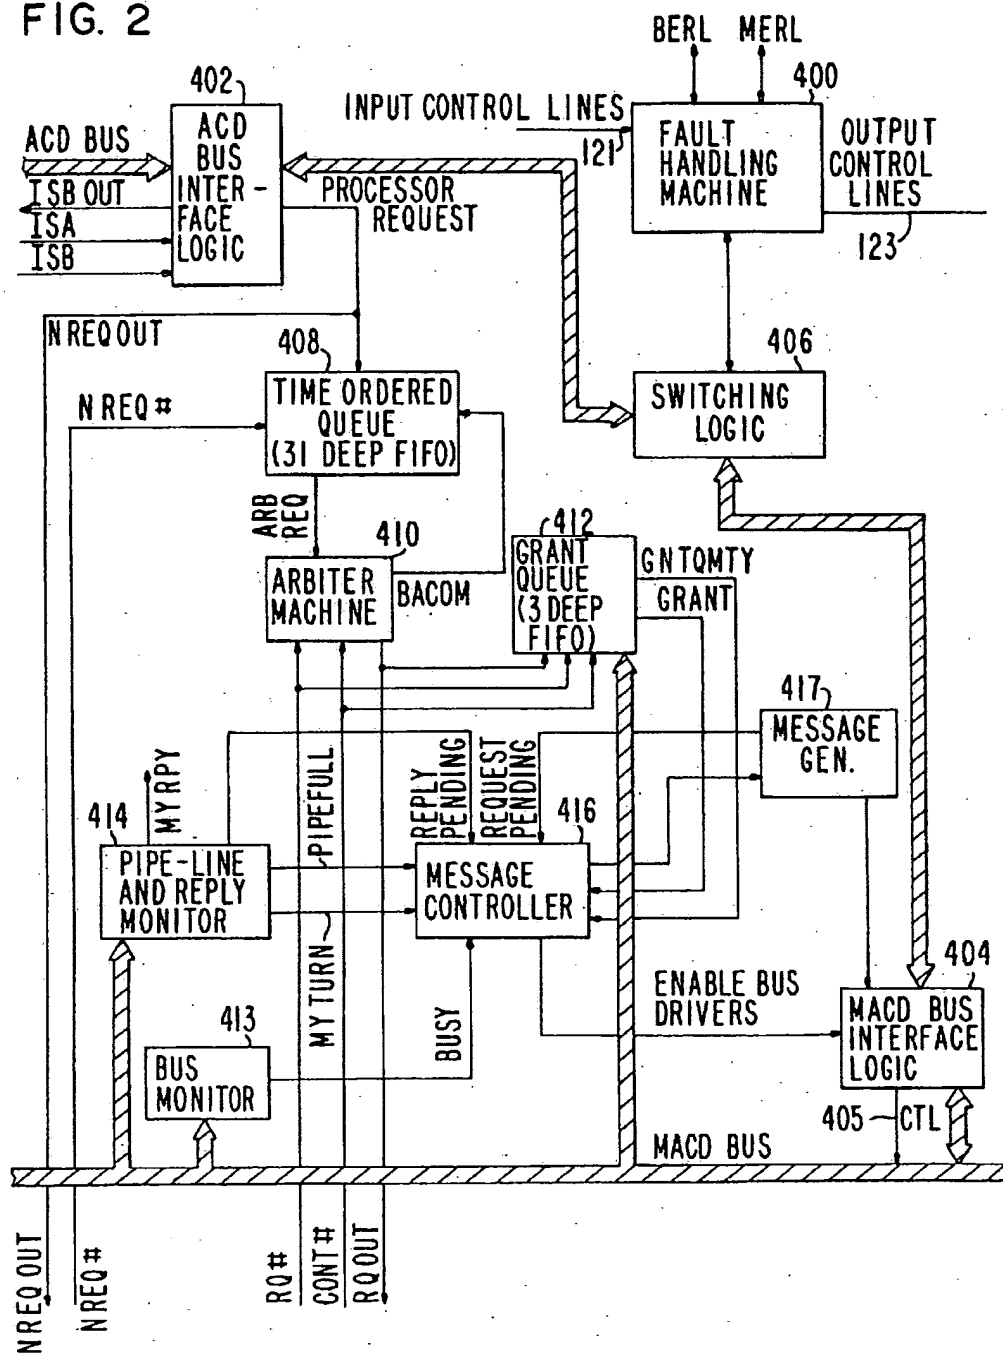 FIG. 2
BERL MERL
402
400
ACD BUS
INPUT CONTROL LINES
121
ACD
BUS
INTER-
FACE
LOGIC
FAULT
HANDLING
MACHINE
OUTPUT
CONTROL
LINES
123
ISB OUT
ISA
ISB
PROCESSOR
REQUEST
NREQOUT
408
406
NREQ#
TIME ORDERED
QUEUE
(31 DEEP FIFO)
SWITCHING
LOGIC
ARB
REQ
410
412
ARBITER
MACHINE
BACOM
GRANT
QUEUE
(3 DEEP
FIFO)
GNTQMTY
GRANT
417
MESSAGE
GEN.
MYRPY
PIPEFULL
REPLY
PENDING
REQUEST
PENDING
414
416
PIPE-LINE
AND REPLY
MONITOR
MESSAGE
CONTROLLER
MYTURN
BUSY
404
ENABLE BUS
DRIVERS
MACD BUS
INTERFACE
LOGIC
413
BUS
MONITOR
405
CTL
MACD BUS
NREQOUT
NREQ#
RQ#
CONT#
RQOUT